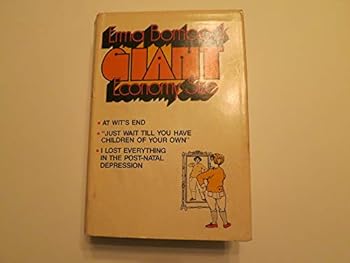 Erma Bombeck's
GIANT
Economy Size
• AT WIT'S END
• "JUST WAIT TILL YOU HAVE
CHILDREN OF YOUR OWN"
• I LOST EVERYTHING
IN THE POST-NATAL
DEPRESSION